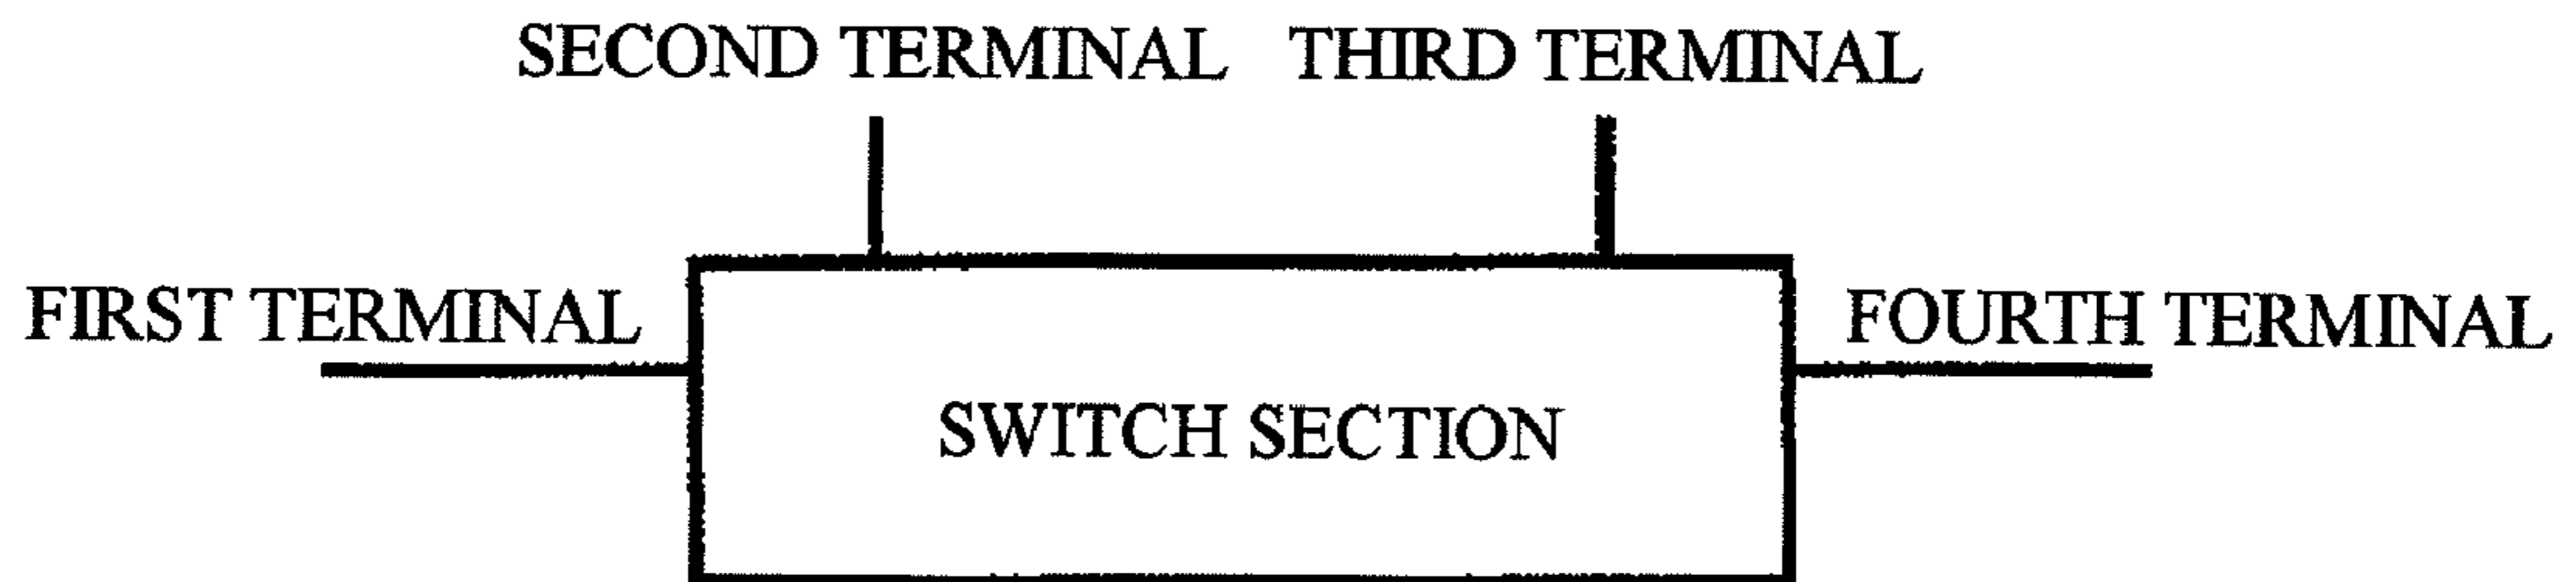 SECOND TERMINAL THIRD TERMINAL
FIRST TERMINAL
FOURTH TERMINAL
SWITCH SECTION